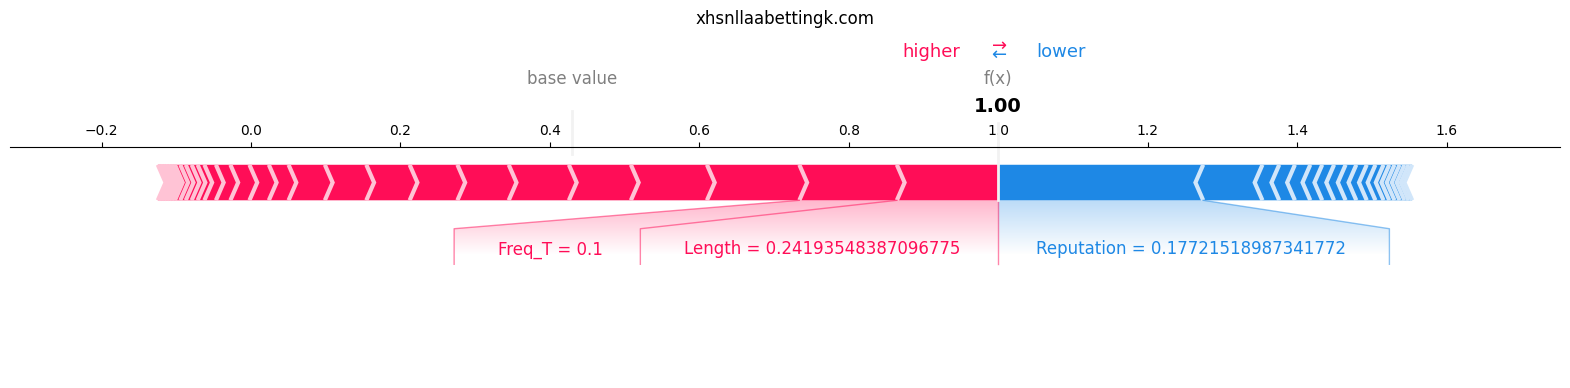 xhsnllaabettingk.com
higher ⇄ lower
base value f(x)
1.00
−0.2 0.0 0.2 0.4 0.6 0.8 1.0 1.2 1.4 1.6
Freq_T = 0.1 Length = 0.24193548387096775 Reputation = 0.17721518987341772